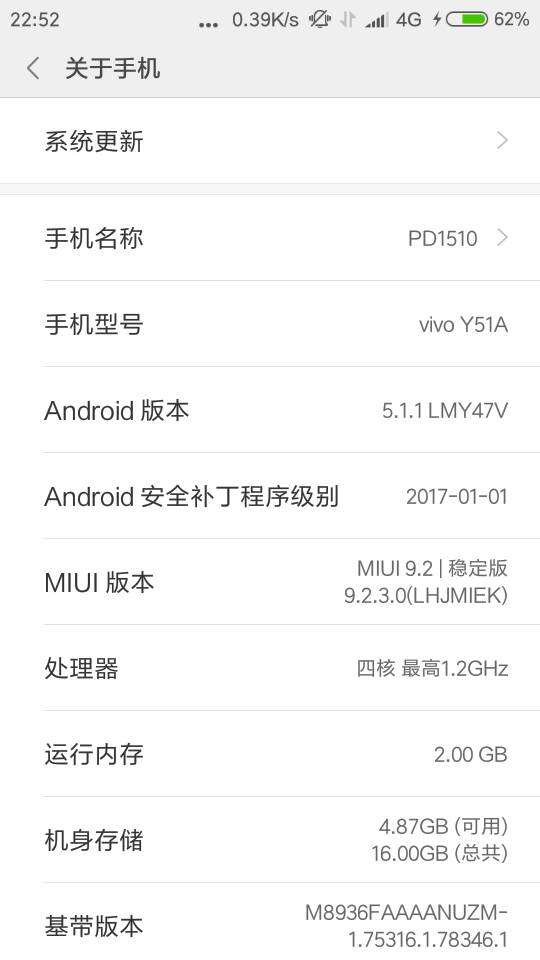 22:52 ... 0.39K/s 4G 62%
关于手机
系统更新
手机名称 PD1510
手机型号 vivo Y51A
Android 版本 5.1.1 LMY47V
Android 安全补丁程序级别 2017-01-01
MIUI 版本 MIUI 9.2 | 稳定版
9.2.3.0(LHJMIEK)
处理器 四核 最高1.2GHz
运行内存 2.00 GB
机身存储 4.87GB (可用)
16.00GB (总共)
基带版本 M8936FAAAANUZM-
1.75316.1.78346.1